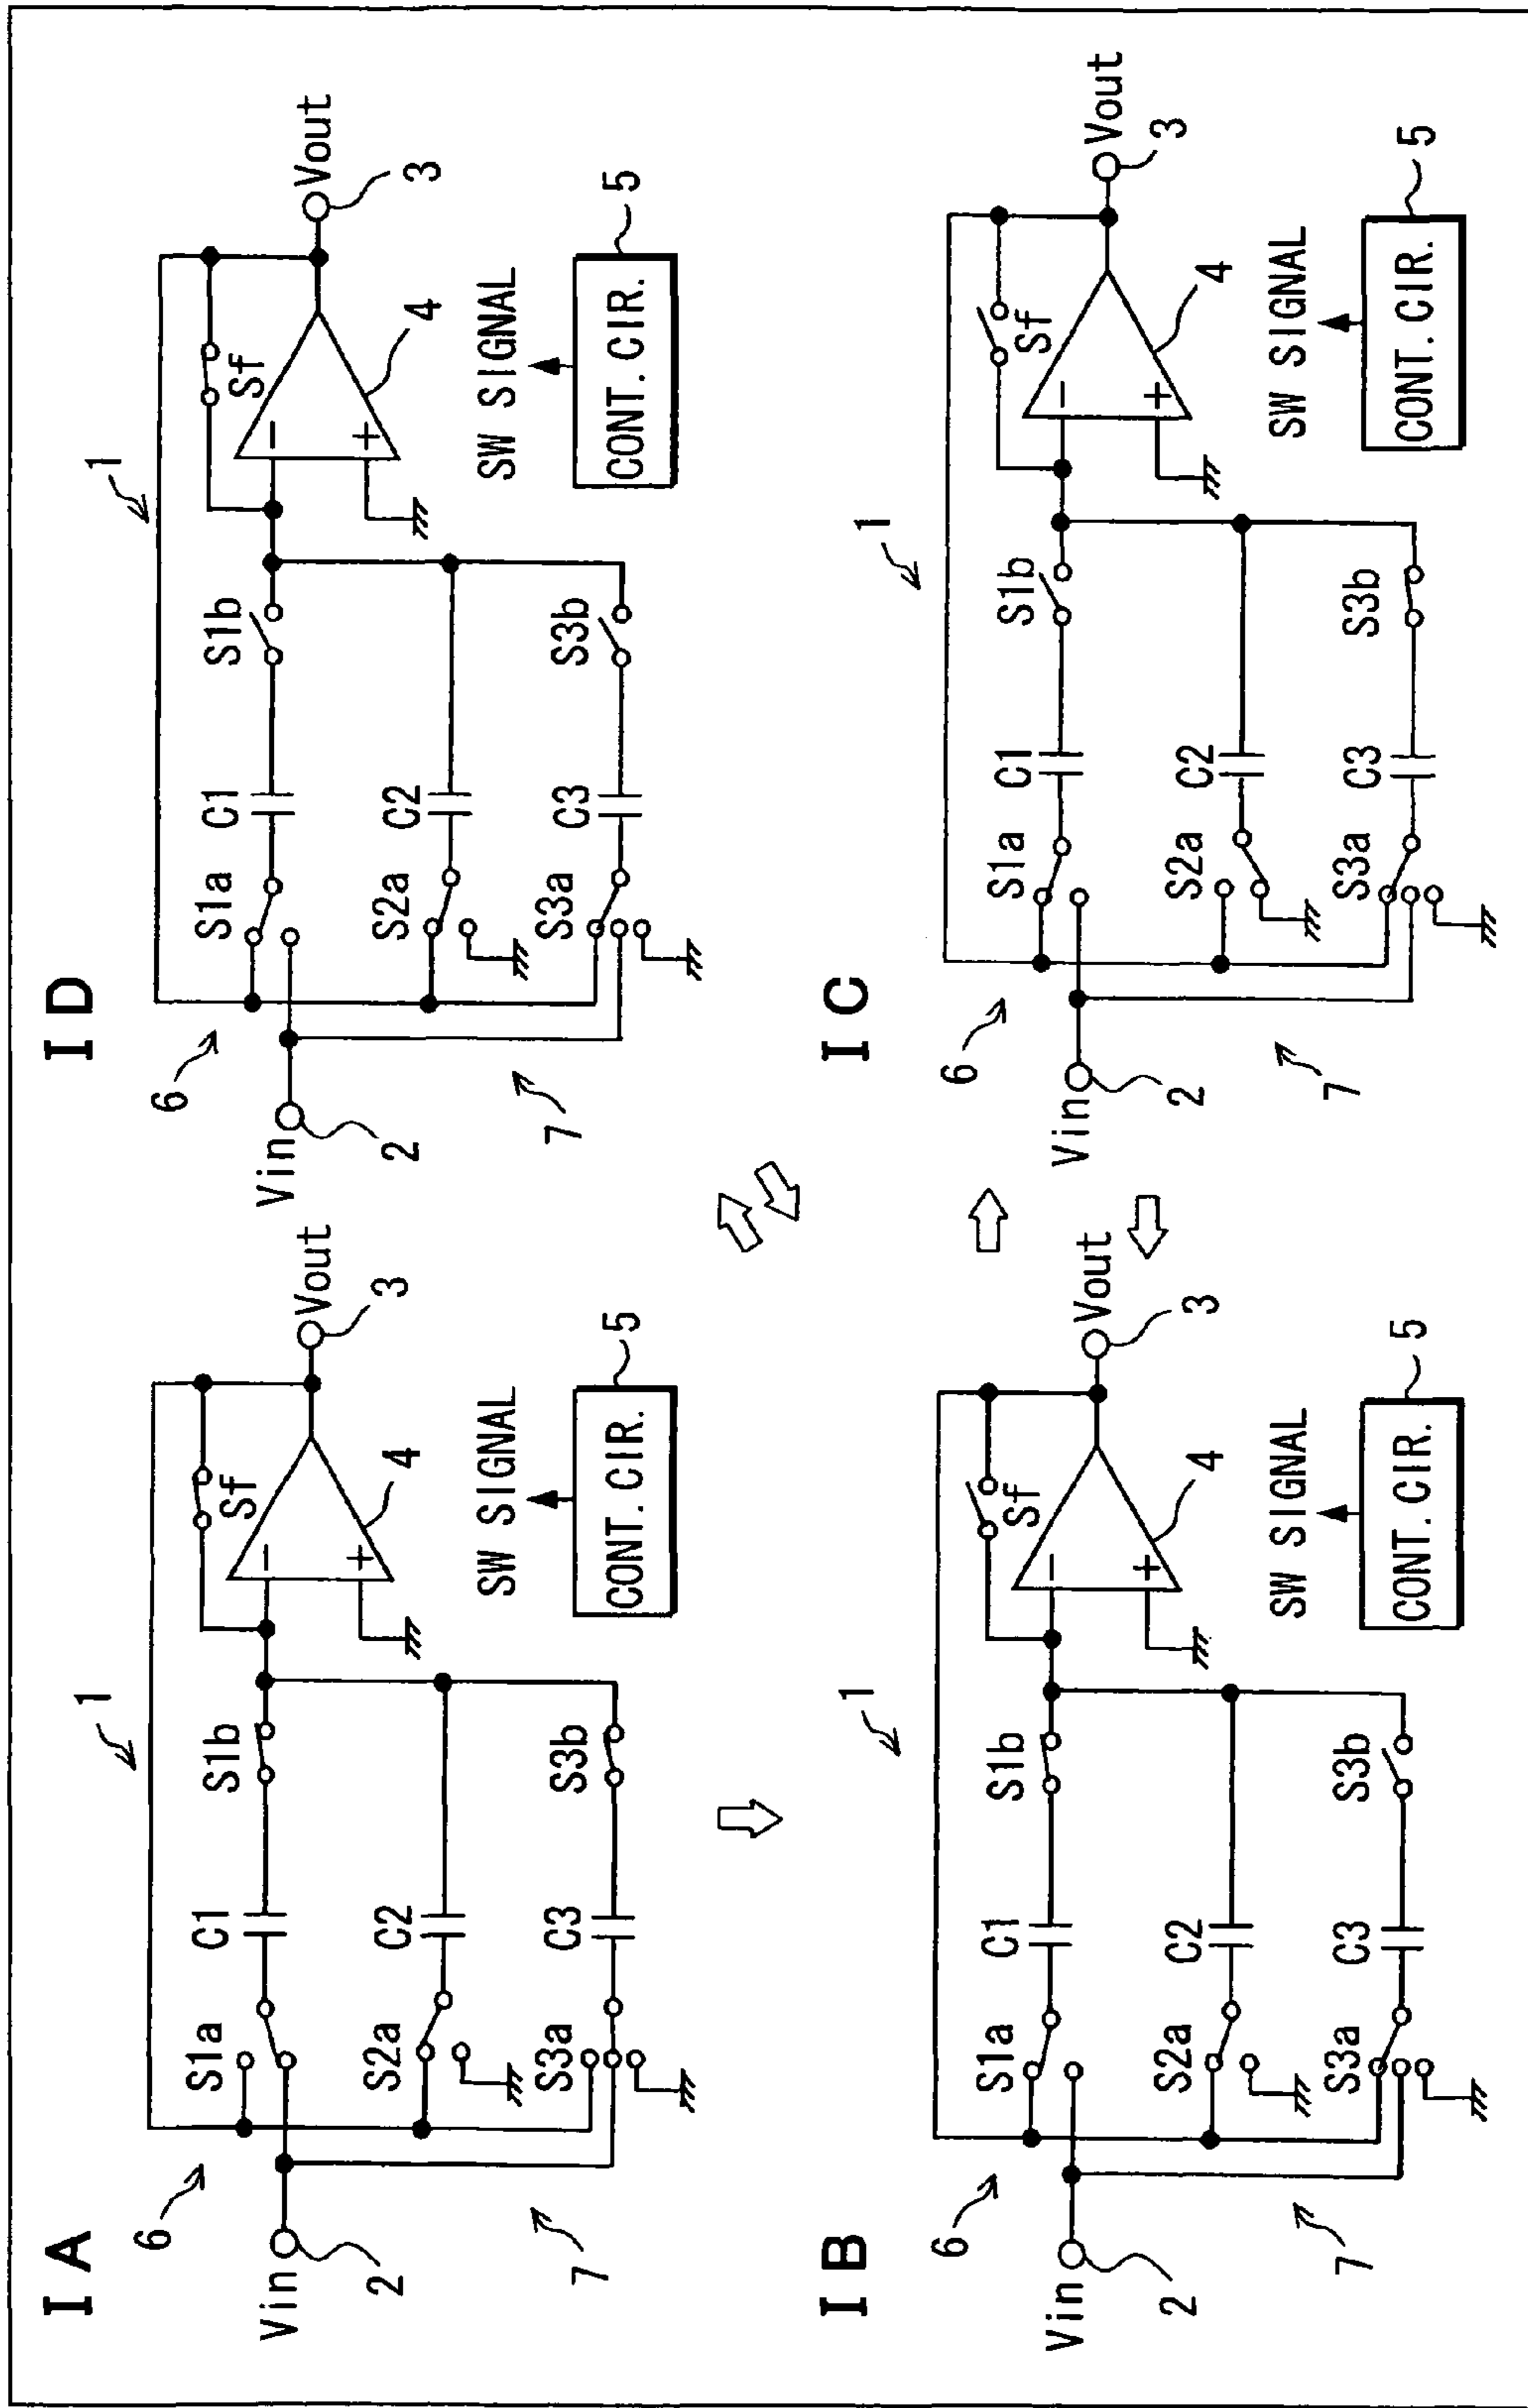 I A
1
6
Vin
2
7
S1a
C1
S1b
S2a
C2
S3a
C3
S3b
Sf
−
+
4
Vout
3
SW SIGNAL
CONT. CIR.
5
I D
1
6
Vin
2
7
S1a
C1
S1b
S2a
C2
S3a
C3
S3b
Sf
−
+
4
Vout
3
SW SIGNAL
CONT. CIR.
5
I B
1
6
Vin
2
7
S1a
C1
S1b
S2a
C2
S3a
C3
S3b
Sf
−
+
4
Vout
3
SW SIGNAL
CONT. CIR.
5
I C
1
6
Vin
2
7
S1a
C1
S1b
S2a
C2
S3a
C3
S3b
Sf
−
+
4
Vout
3
SW SIGNAL
CONT. CIR.
5